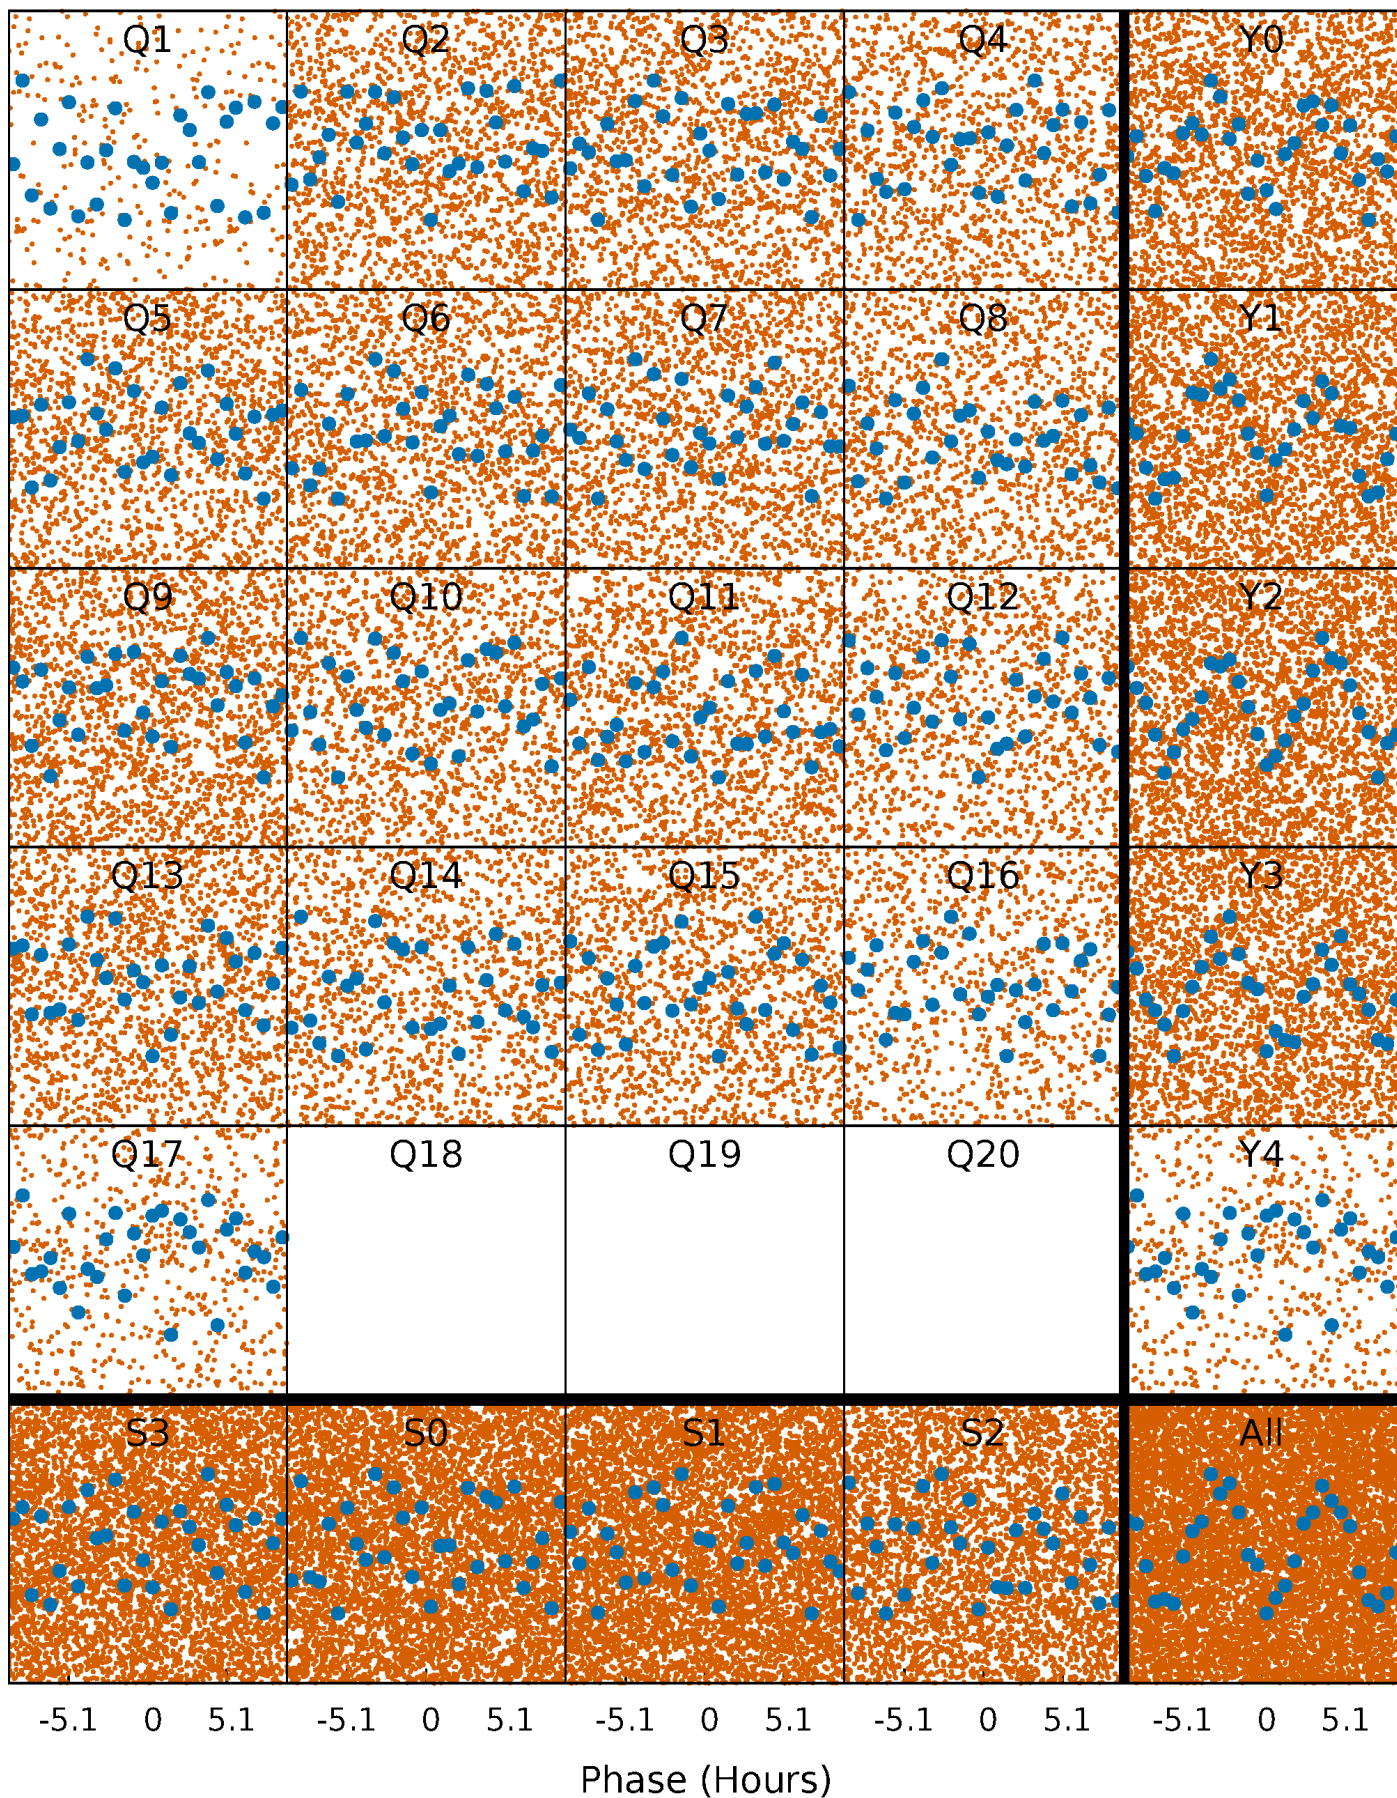 Q1 Q2 Q3 Q4 Y0
Q5 Q6 Q7 Q8 Y1
Q9 Q10 Q11 Q12 Y2
Q13 Q14 Q15 Q16 Y3
Q17 Q18 Q19 Q20 Y4
S3 S0 S1 S2 All
-5.1 0 5.1 -5.1 0 5.1 -5.1 0 5.1 -5.1 0 5.1 -5.1 0 5.1
Phase (Hours)